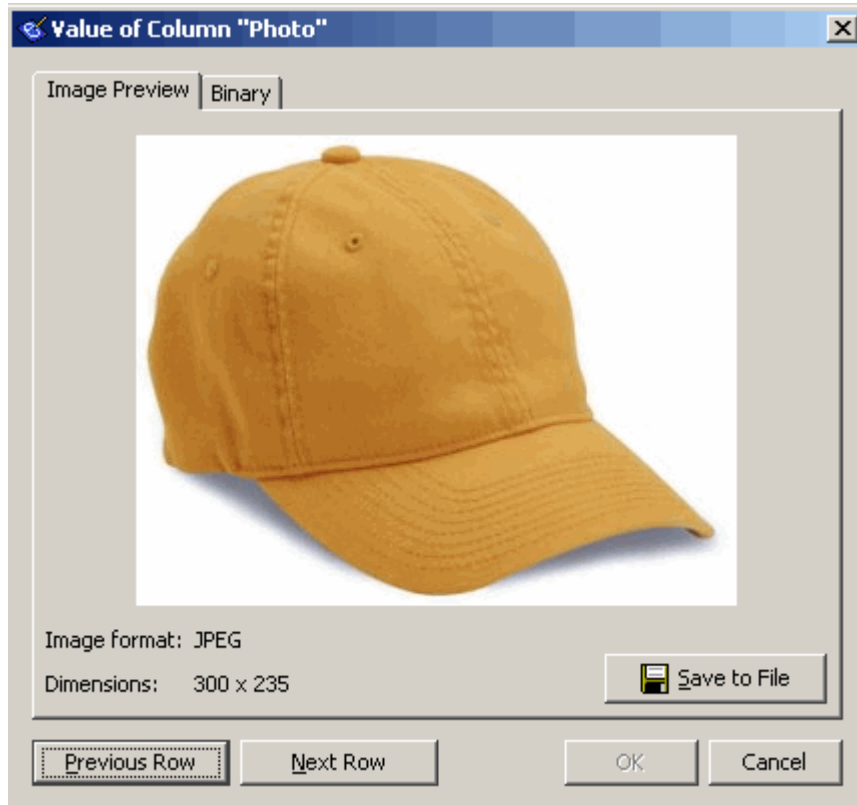 Value of Column "Photo"
Image Preview
Binary
Image format: JPEG
Dimensions: 300 x 235
Save to File
Previous Row
Next Row
OK
Cancel